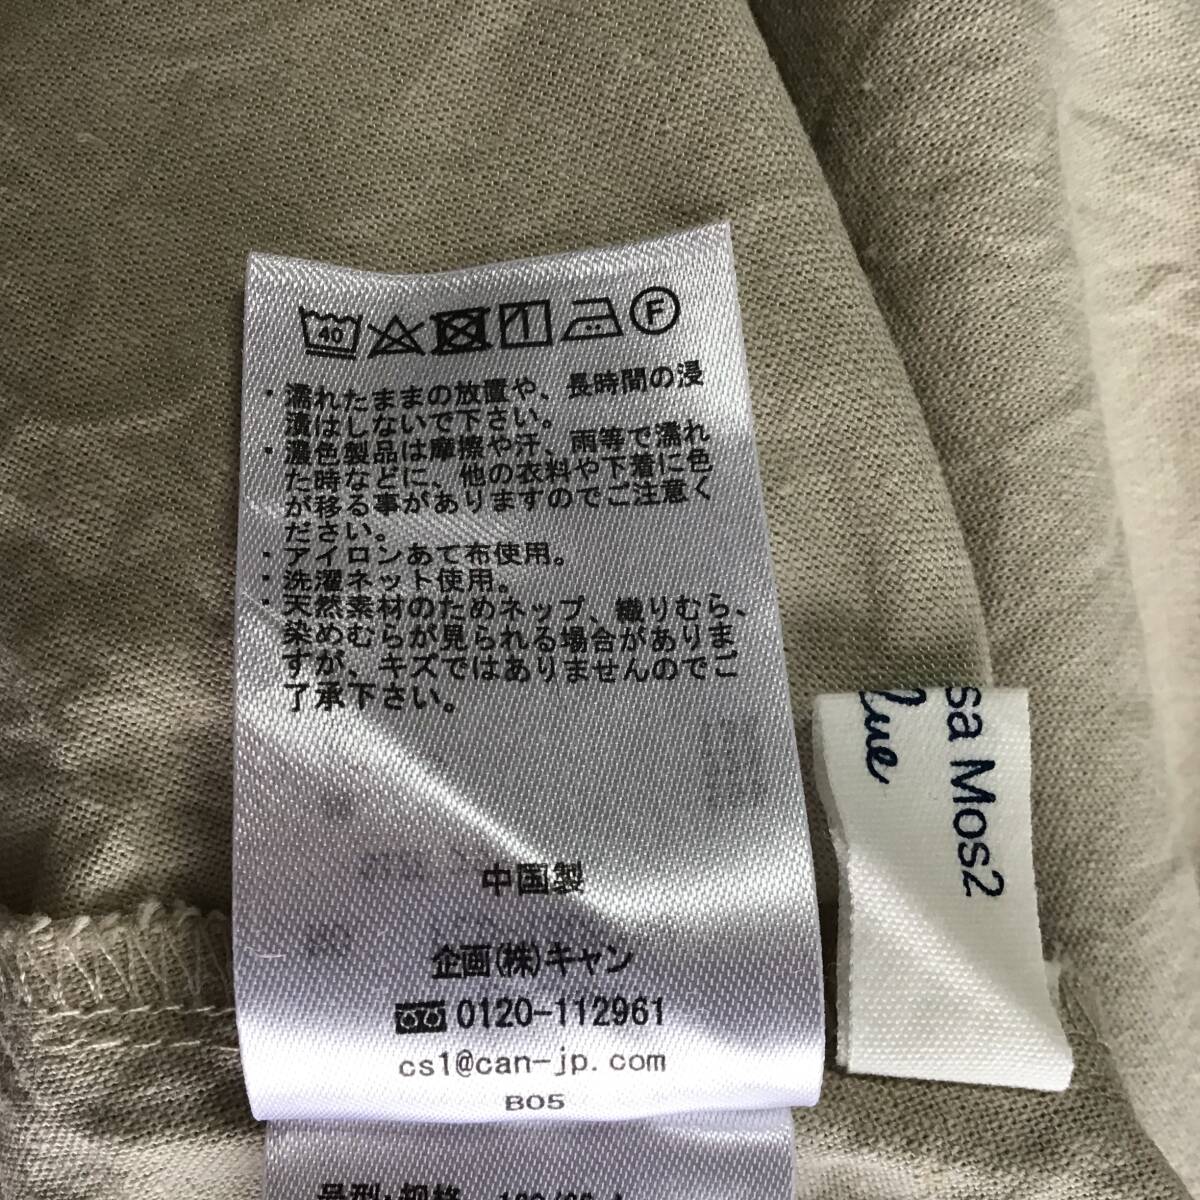 40
F
・濡れたままの放置や、長時間の浸
漬はしないで下さい。
・濃色製品は摩擦や汗、雨等で濡れ
た時などに、他の衣料や下着に色
が移る事がありますのでご注意く
ださい。
・アイロンあて布使用。
・洗濯ネット使用。
・天然素材のためネップ、織りむら、
染めむらが見られる場合がありま
すが、キズではありませんのでご
了承下さい。
中国製
企画(株)キャン
0120-112961
cs1@can-jp.com
B05
号型:规格
sa Mos2
lue